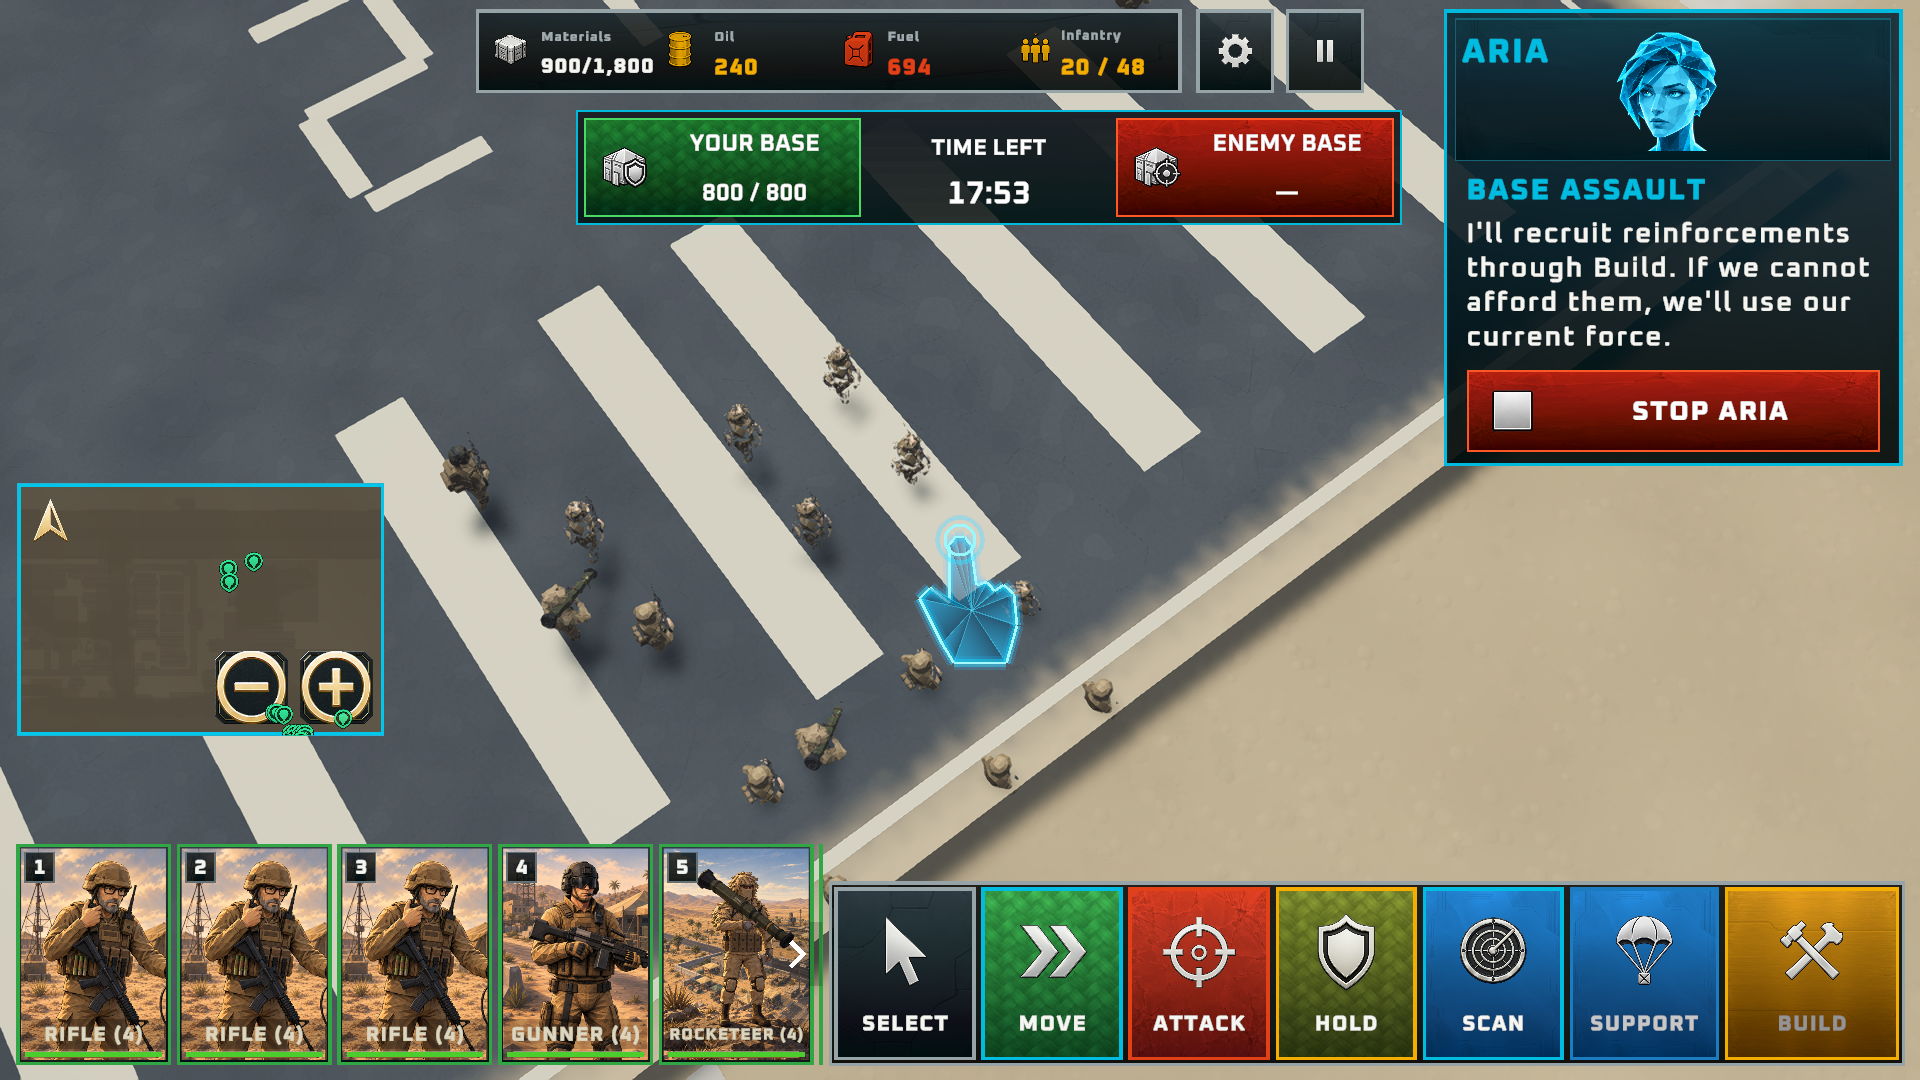 Materials
900/1,800
Oil
240
Fuel
694
Infantry
20 / 48
YOUR BASE
800 / 800
TIME LEFT
17:53
ENEMY BASE
—
ARIA
BASE ASSAULT
I'll recruit reinforcements
through Build. If we cannot
afford them, we'll use our
current force.
STOP ARIA
1
RIFLE (4)
2
RIFLE (4)
3
RIFLE (4)
4
GUNNER (4)
5
ROCKETEER (4)
SELECT
MOVE
ATTACK
HOLD
SCAN
SUPPORT
BUILD